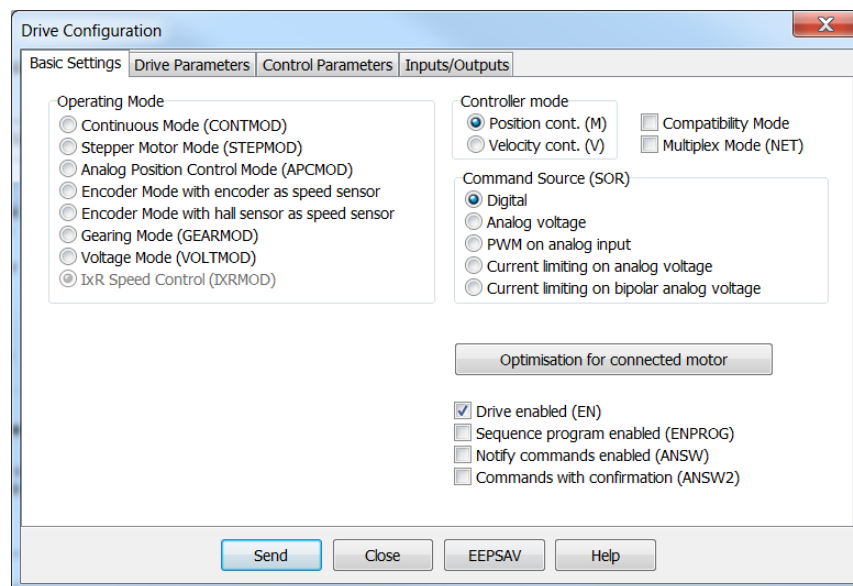 Drive Configuration
Basic Settings Drive Parameters Control Parameters Inputs/Outputs
Operating Mode
Continuous Mode (CONTMOD)
Stepper Motor Mode (STEPMOD)
Analog Position Control Mode (APCMOD)
Encoder Mode with encoder as speed sensor
Encoder Mode with hall sensor as speed sensor
Gearing Mode (GEARMOD)
Voltage Mode (VOLTMOD)
IxR Speed Control (IXRMOD)
Controller mode
Position cont. (M)
Velocity cont. (V)
Compatibility Mode
Multiplex Mode (NET)
Command Source (SOR)
Digital
Analog voltage
PWM on analog input
Current limiting on analog voltage
Current limiting on bipolar analog voltage
Optimisation for connected motor
Drive enabled (EN)
Sequence program enabled (ENPROG)
Notify commands enabled (ANSW)
Commands with confirmation (ANSW2)
Send Close EEPSAV Help